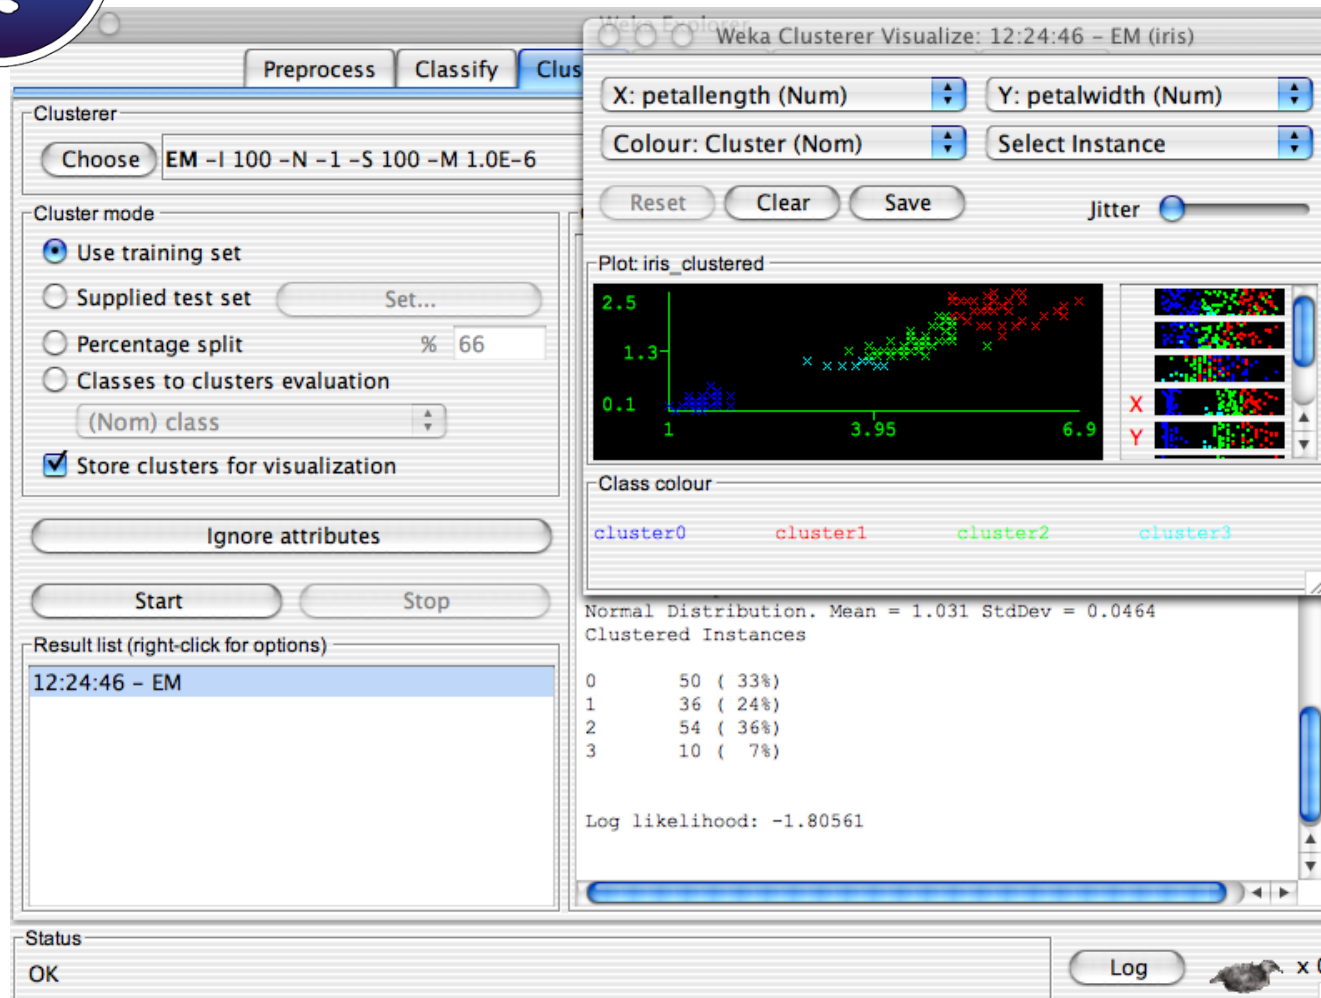 Weka Explorer
Weka Clusterer Visualize: 12:24:46 – EM (iris)
Preprocess
Classify
Clus
X: petallength (Num)
Y: petalwidth (Num)
Colour: Cluster (Nom)
Select Instance
Reset
Clear
Save
Jitter
Clusterer
Choose
EM –I 100 –N –1 –S 100 –M 1.0E–6
Cluster mode
Use training set
Supplied test set
Set...
Percentage split
% 66
Classes to clusters evaluation
(Nom) class
Store clusters for visualization
Ignore attributes
Start
Stop
Result list (right-click for options)
12:24:46 – EM
Plot: iris_clustered
2.5
1.3
0.1
1
3.95
6.9
X
Y
Class colour
cluster0 cluster1 cluster2 cluster3
Normal Distribution. Mean = 1.031 StdDev = 0.0464
Clustered Instances
0 50 ( 33%)
1 36 ( 24%)
2 54 ( 36%)
3 10 ( 7%)
Log likelihood: -1.80561
Status
OK
Log
x 0